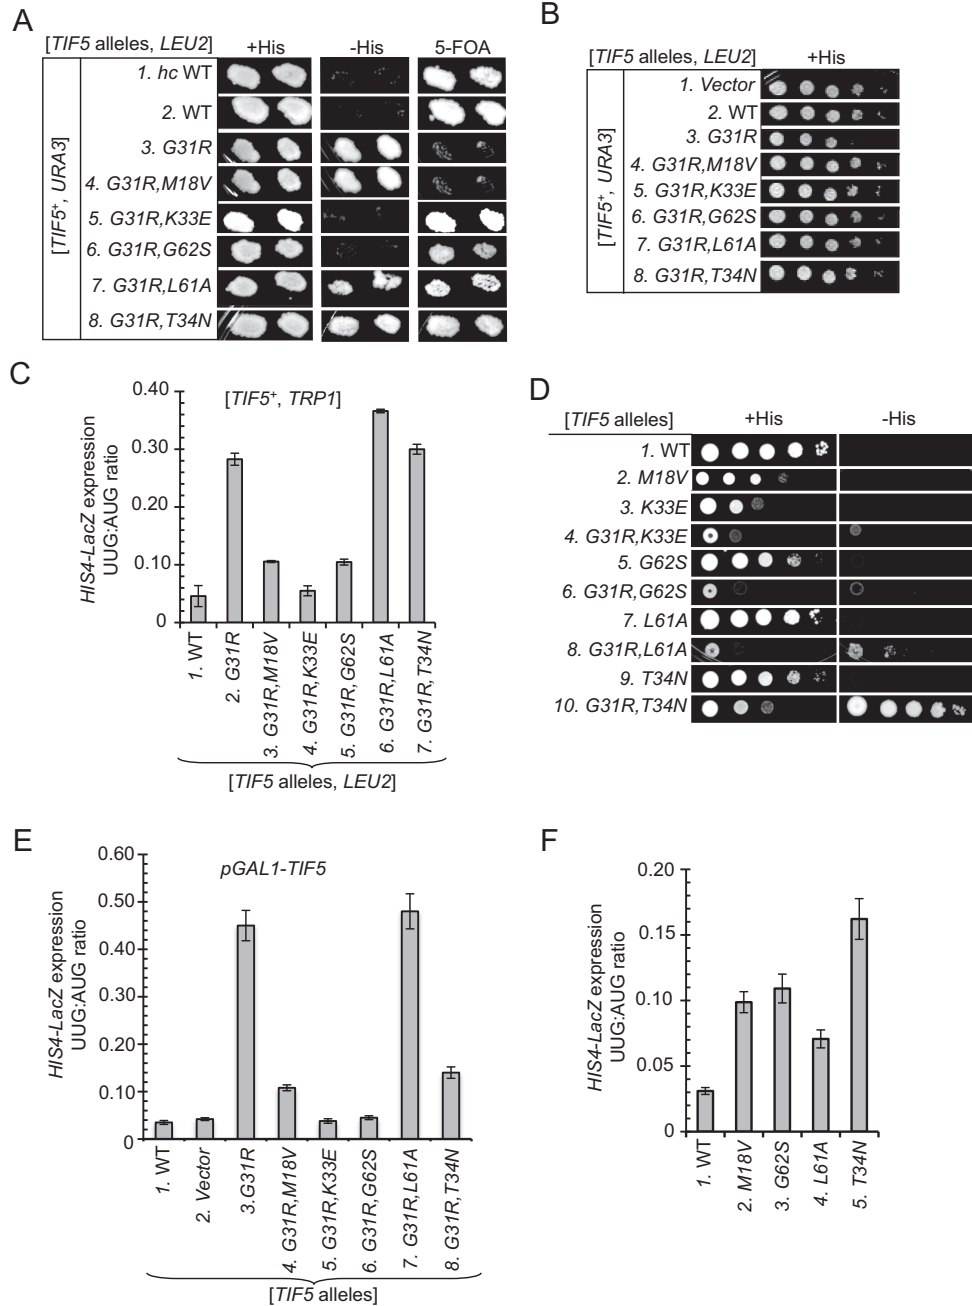 A
[TIF5 alleles, LEU2] +His -His 5-FOA
[TIF5+, URA3]
1. hc WT
2. WT
3. G31R
4. G31R,M18V
5. G31R,K33E
6. G31R,G62S
7. G31R,L61A
8. G31R,T34N
B
[TIF5 alleles, LEU2] +His
[TIF5+, URA3]
1. Vector
2. WT
3. G31R
4. G31R,M18V
5. G31R,K33E
6. G31R,G62S
7. G31R,L61A
8. G31R,T34N
C
HIS4-LacZ expression
UUG:AUG ratio
[TIF5+, TRP1]
0.40
0.30
0.20
0.10
0
1. WT
2. G31R
3. G31R,M18V
4. G31R,K33E
5. G31R,G62S
6. G31R,L61A
7. G31R,T34N
[TIF5 alleles, LEU2]
D
[TIF5 alleles] +His -His
1. WT
2. M18V
3. K33E
4. G31R,K33E
5. G62S
6. G31R,G62S
7. L61A
8. G31R,L61A
9. T34N
10. G31R,T34N
E
HIS4-LacZ expression
UUG:AUG ratio
pGAL1-TIF5
0.60
0.50
0.40
0.30
0.20
0.10
0
1. WT
2. Vector
3.G31R
4. G31R,M18V
5. G31R,K33E
6. G31R,G62S
7. G31R,L61A
8. G31R,T34N
[TIF5 alleles]
F
HIS4-LacZ expression
UUG:AUG ratio
0.20
0.15
0.10
0.05
0
1. WT
2. M18V
3. G62S
4. L61A
5. T34N